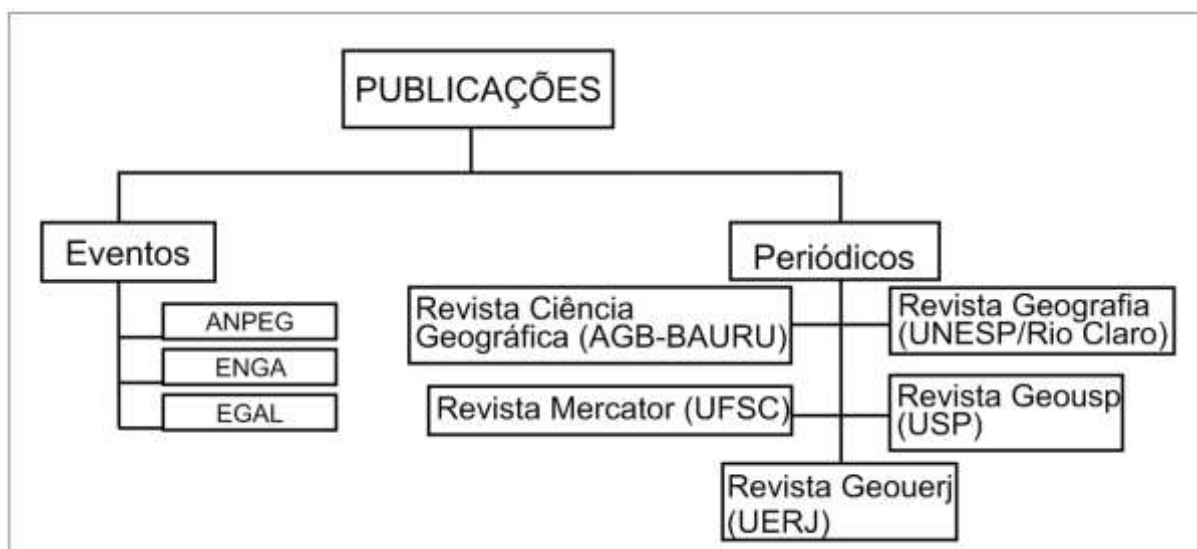 PUBLICAÇÕES
Eventos
ANPEG
ENGA
EGAL
Periódicos
Revista Ciência
Geográfica (AGB-BAURU)
Revista Geografia
(UNESP/Rio Claro)
Revista Mercator (UFSC)
Revista Geousp
(USP)
Revista Geouerj
(UERJ)